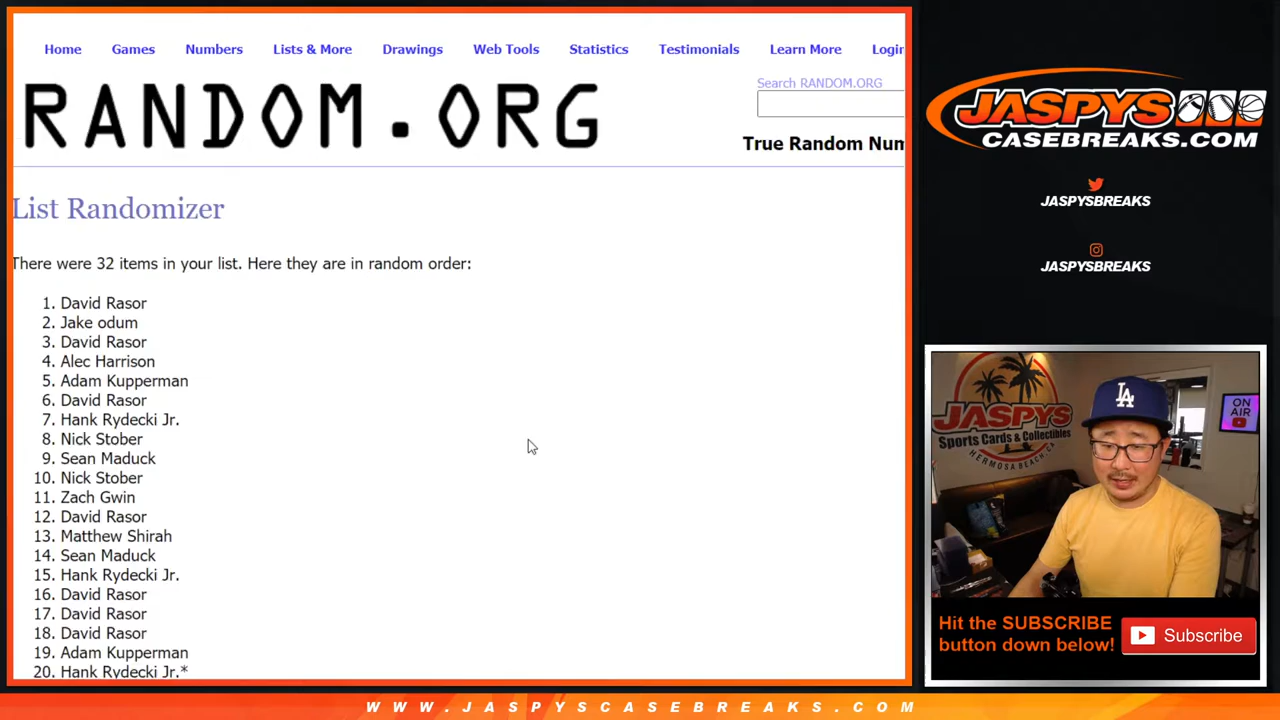 Home Games Numbers Lists & More Drawings Web Tools Statistics Testimonials Learn More Login
Search RANDOM.ORG
RANDOM.ORG
True Random Num
List Randomizer
There were 32 items in your list. Here they are in random order:
1. David Rasor
2. Jake odum
3. David Rasor
4. Alec Harrison
5. Adam Kupperman
6. David Rasor
7. Hank Rydecki Jr.
8. Nick Stober
9. Sean Maduck
10. Nick Stober
11. Zach Gwin
12. David Rasor
13. Matthew Shirah
14. Sean Maduck
15. Hank Rydecki Jr.
16. David Rasor
17. David Rasor
18. David Rasor
19. Adam Kupperman
20. Hank Rydecki Jr.*
JASPYS
CASEBREAKS.COM
JASPYSBREAKS
JASPYSBREAKS
JASPYS
Sports Cards & Collectibles
HERMOSA BEACH, CA
LA
ON
AIR
Hit the SUBSCRIBE
button down below!
Subscribe
WWW.JASPYSCASEBREAKS.COM